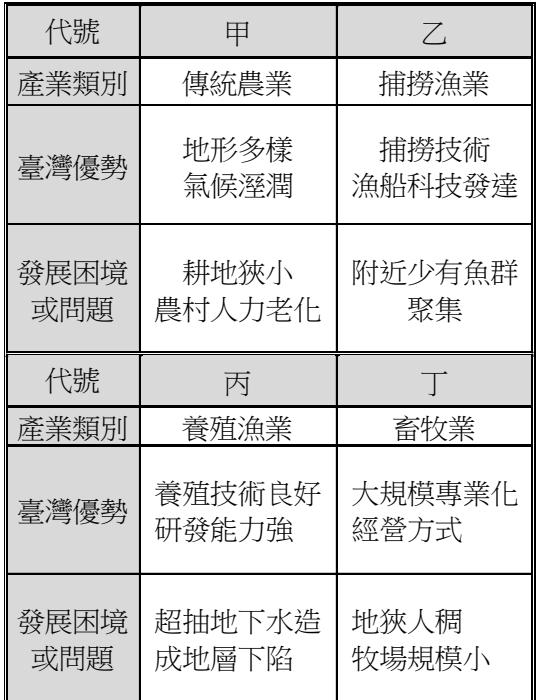 代號 甲 乙
產業類別 傳統農業 捕撈漁業
臺灣優勢 地形多樣 氣候溼潤 捕撈技術 漁船科技發達
發展困境或問題 耕地狹小 農村人力老化 附近少有魚群聚集
代號 丙 丁
產業類別 養殖漁業 畜牧業
臺灣優勢 養殖技術良好 研發能力強 大規模專業化 經營方式
發展困境或問題 超抽地下水造成地層下陷 地狹人稠 牧場規模小